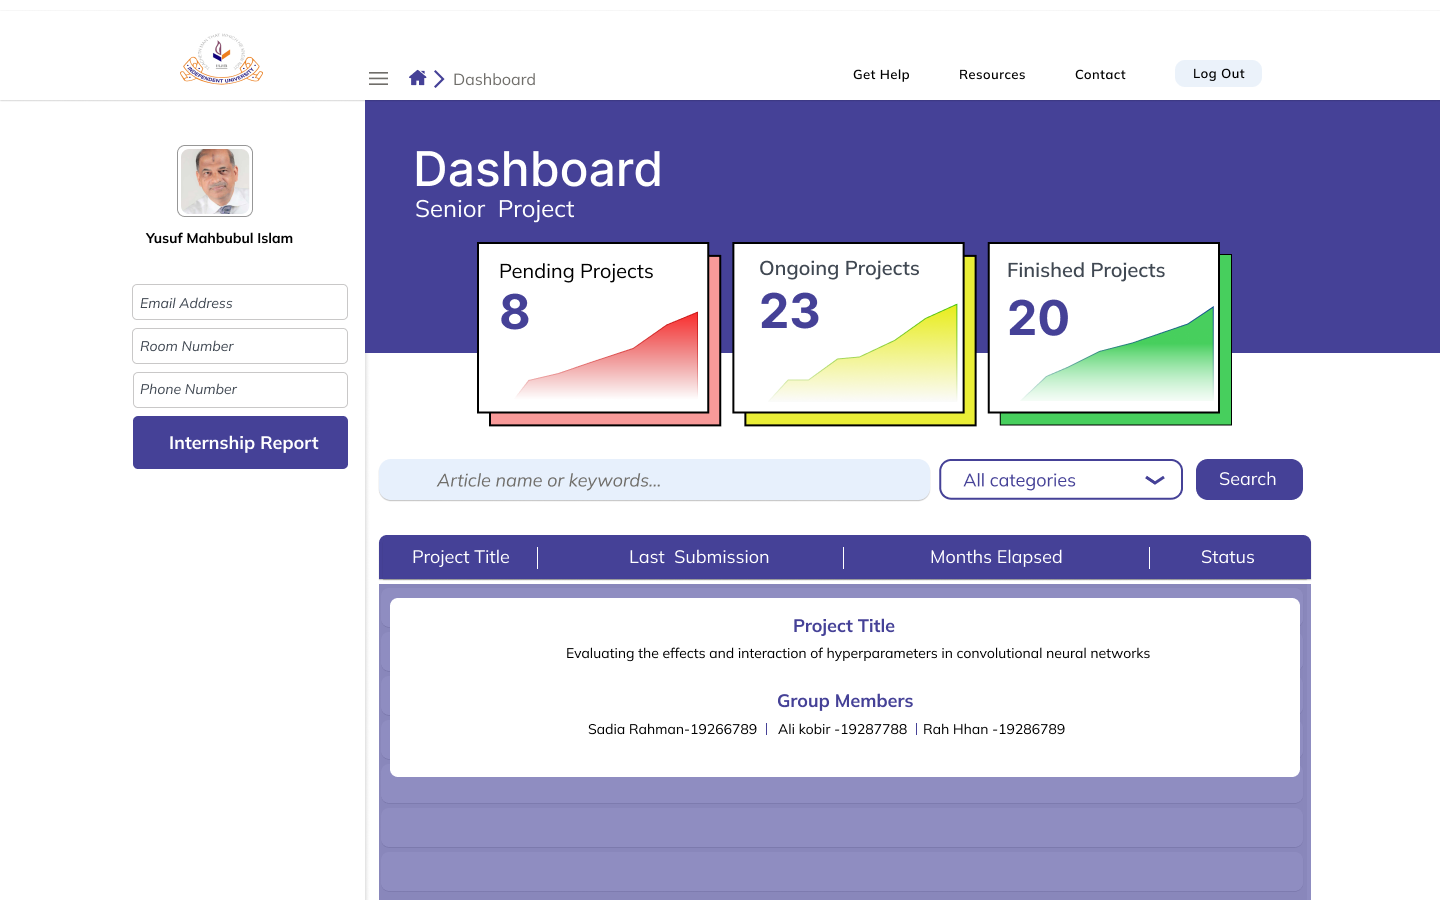 INDEPENDENT UNIVERSITY
Dashboard
Get Help
Resources
Contact
Log Out
Yusuf Mahbubul Islam
Email Address
Room Number
Phone Number
Internship Report
Dashboard
Senior Project
Pending Projects
8
Ongoing Projects
23
Finished Projects
20
Article name or keywords...
All categories
Search
Project Title
Last Submission
Months Elapsed
Status
Project Title
Evaluating the effects and interaction of hyperparameters in convolutional neural networks
Group Members
Sadia Rahman-19266789 | Ali kobir -19287788 | Rah Hhan -19286789